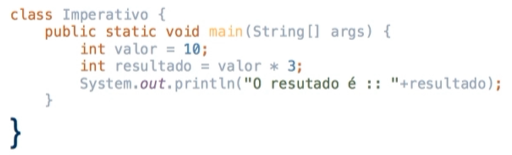 class Imperativo {
public static void main(String[] args) {
int valor = 10;
int resultado = valor * 3;
System.out.println("O resutado é :: "+resultado);
}
}